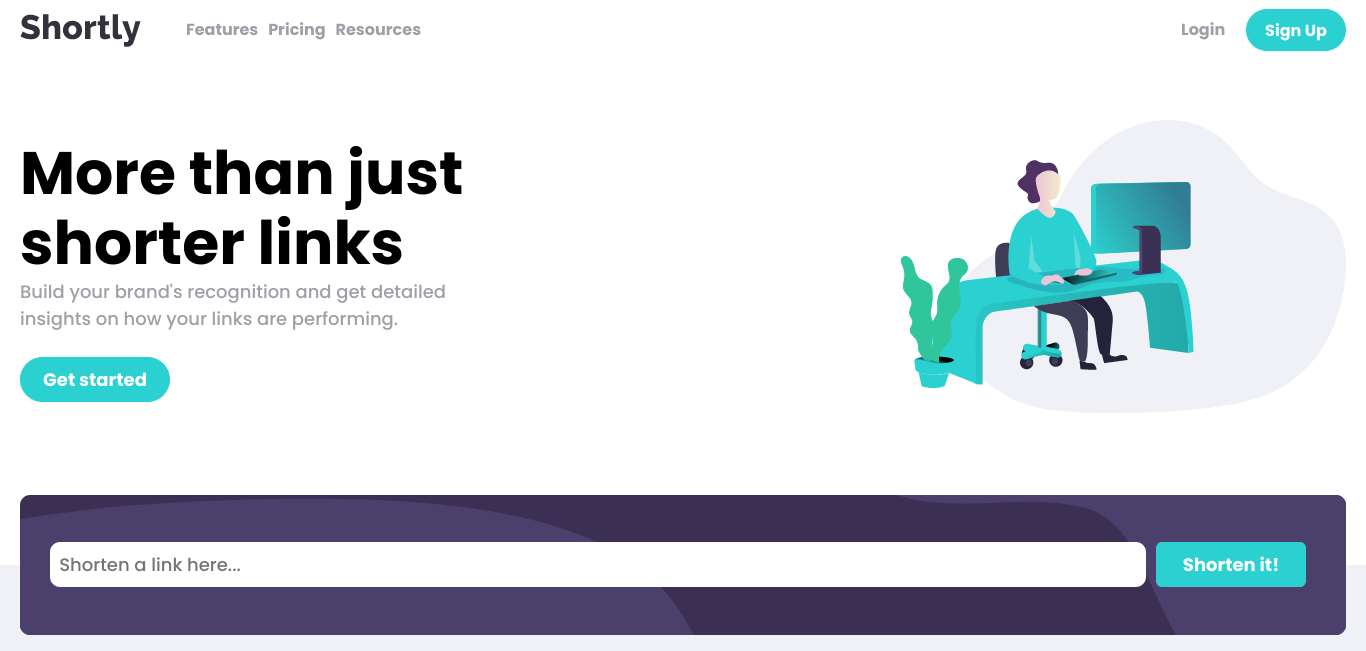 Shortly
Features Pricing Resources
Login
Sign Up
More than just
shorter links
Build your brand's recognition and get detailed
insights on how your links are performing.
Get started
Shorten a link here...
Shorten it!